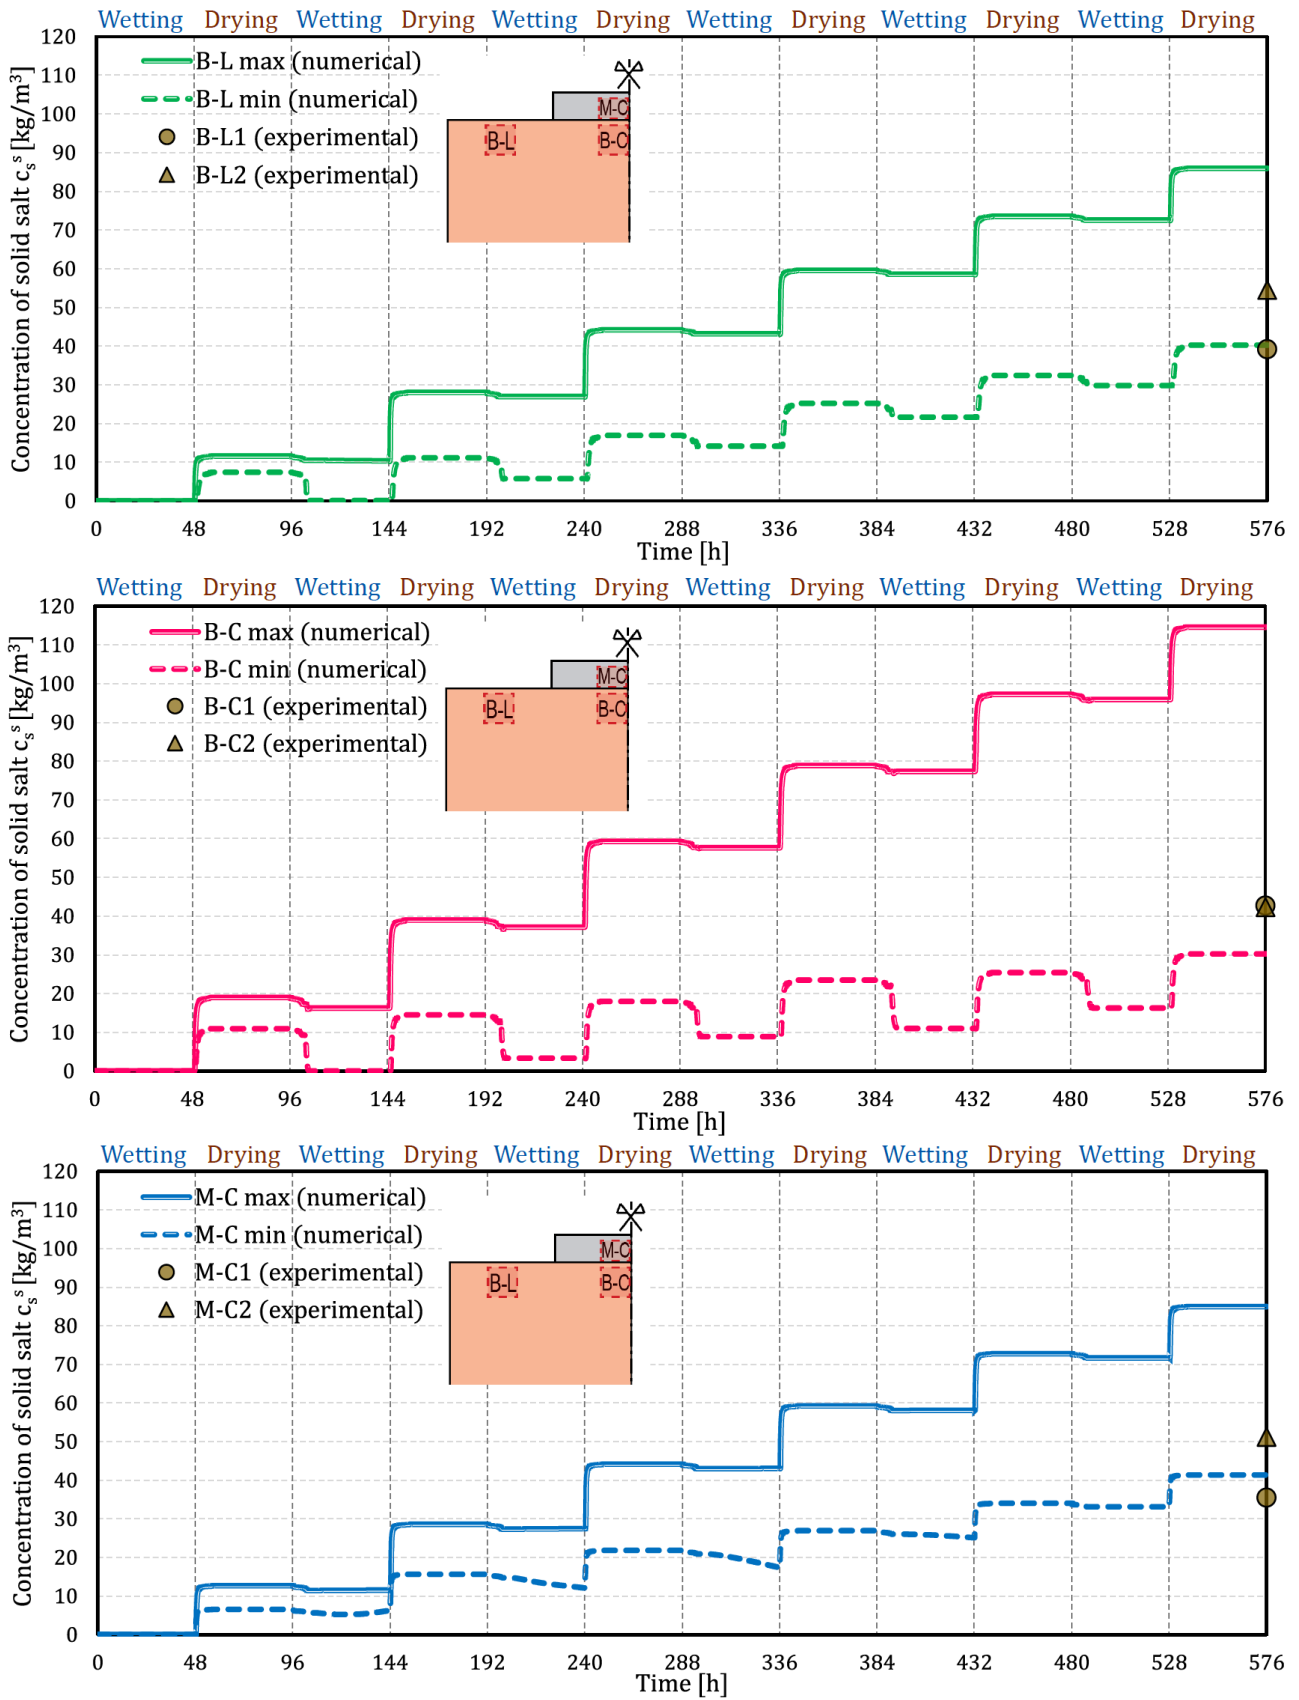 Wetting Drying Wetting Drying Wetting Drying Wetting Drying Wetting Drying Wetting Drying
Concentration of solid salt cₛˢ [kg/m³]
120
110
100
90
80
70
60
50
40
30
20
10
0
B-L max (numerical)
B-L min (numerical)
B-L1 (experimental)
B-L2 (experimental)
M-C
B-L B-C
0 48 96 144 192 240 288 336 384 432 480 528 576
Time [h]
Wetting Drying Wetting Drying Wetting Drying Wetting Drying Wetting Drying Wetting Drying
Concentration of solid salt cₛˢ [kg/m³]
120
110
100
90
80
70
60
50
40
30
20
10
0
B-C max (numerical)
B-C min (numerical)
B-C1 (experimental)
B-C2 (experimental)
M-C
B-L B-C
0 48 96 144 192 240 288 336 384 432 480 528 576
Time [h]
Wetting Drying Wetting Drying Wetting Drying Wetting Drying Wetting Drying Wetting Drying
Concentration of solid salt cₛˢ [kg/m³]
120
110
100
90
80
70
60
50
40
30
20
10
0
M-C max (numerical)
M-C min (numerical)
M-C1 (experimental)
M-C2 (experimental)
M-C
B-L B-C
0 48 96 144 192 240 288 336 384 432 480 528 576
Time [h]